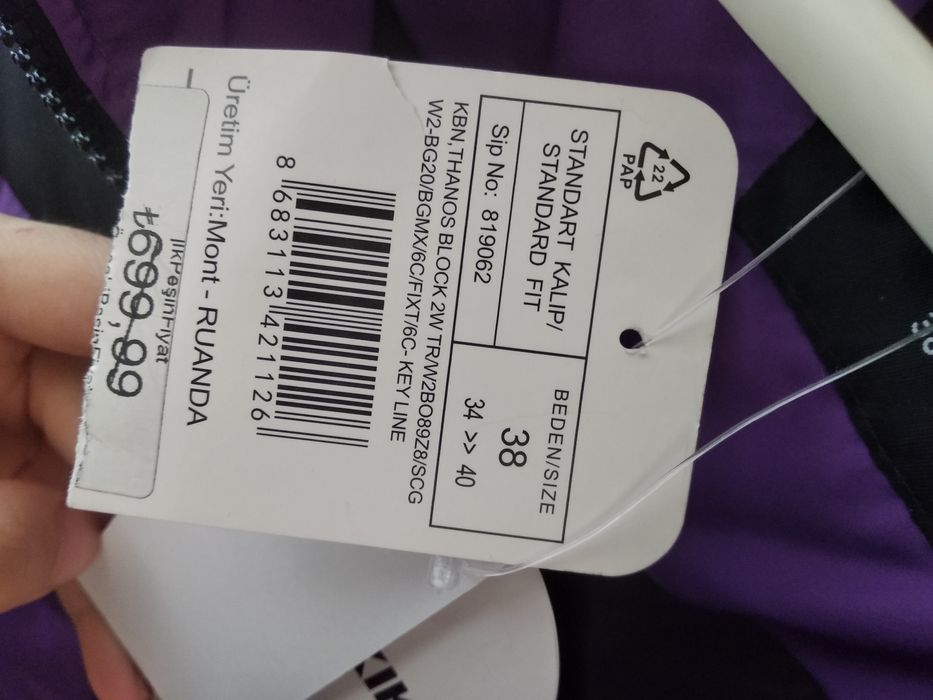 22
PAP
STANDART KALIP/
STANDARD FIT
BEDEN/SIZE
Sip No: 819062
38
34 >> 40
KBN,THANOS BLOCK 2W TR/W2BO89Z8/SCG
W2-BG20/BGMX/6C/FIXT/6C- KEY LINE
8 683113 421126
Üretim Yeri:Mont - RUANDA
İlkPeşinFiyat
₺699,99